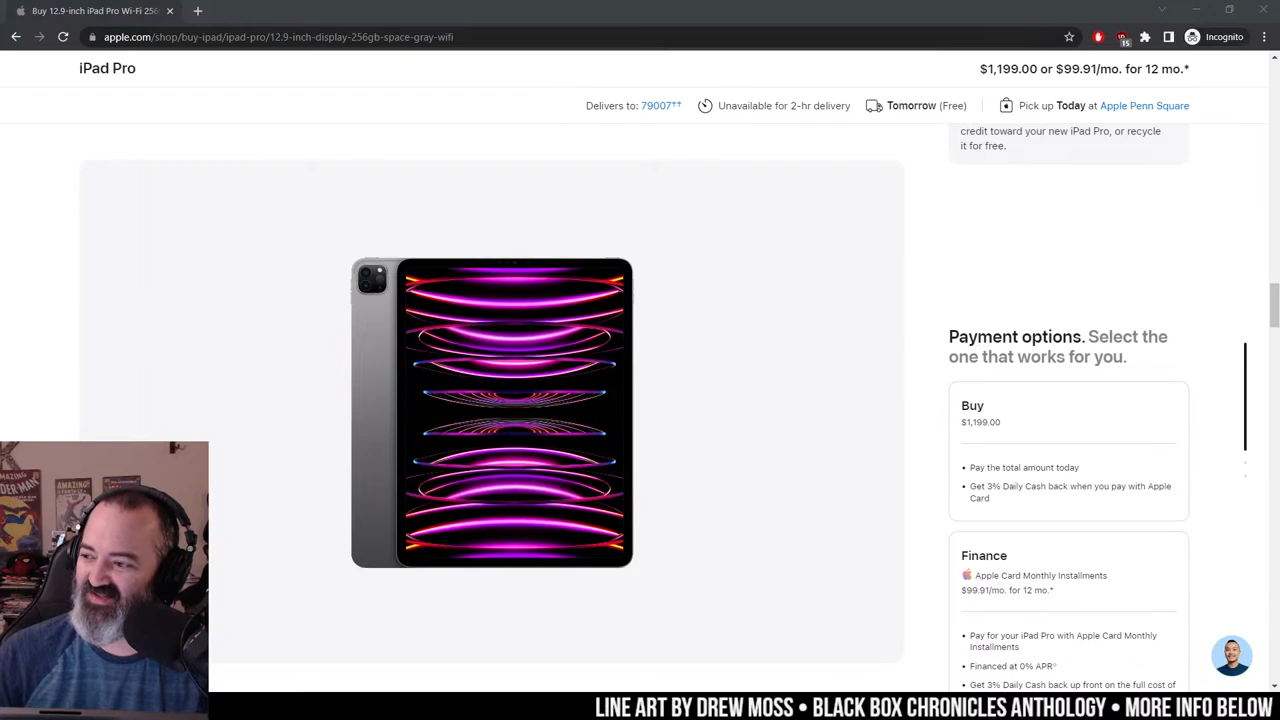 Buy 12.9-inch iPad Pro Wi-Fi 256
apple.com/shop/buy-ipad/ipad-pro/12.9-inch-display-256gb-space-gray-wifi
15
Incognito
iPad Pro
$1,199.00 or $99.91/mo. for 12 mo.*
Delivers to: 79007††
Unavailable for 2-hr delivery
Tomorrow (Free)
Pick up Today at Apple Penn Square
credit toward your new iPad Pro, or recycle
it for free.
Payment options. Select the
one that works for you.
Buy
$1,199.00
• Pay the total amount today
• Get 3% Daily Cash back when you pay with Apple
Card
Finance
Apple Card Monthly Installments
$99.91/mo. for 12 mo.*
• Pay for your iPad Pro with Apple Card Monthly
Installments
• Financed at 0% APR◊
• Get 3% Daily Cash back up front on the full cost of
AMAZING
SPIDER-MAN
AMAZING
LINE ART BY DREW MOSS • BLACK BOX CHRONICLES ANTHOLOGY • MORE INFO BELOW